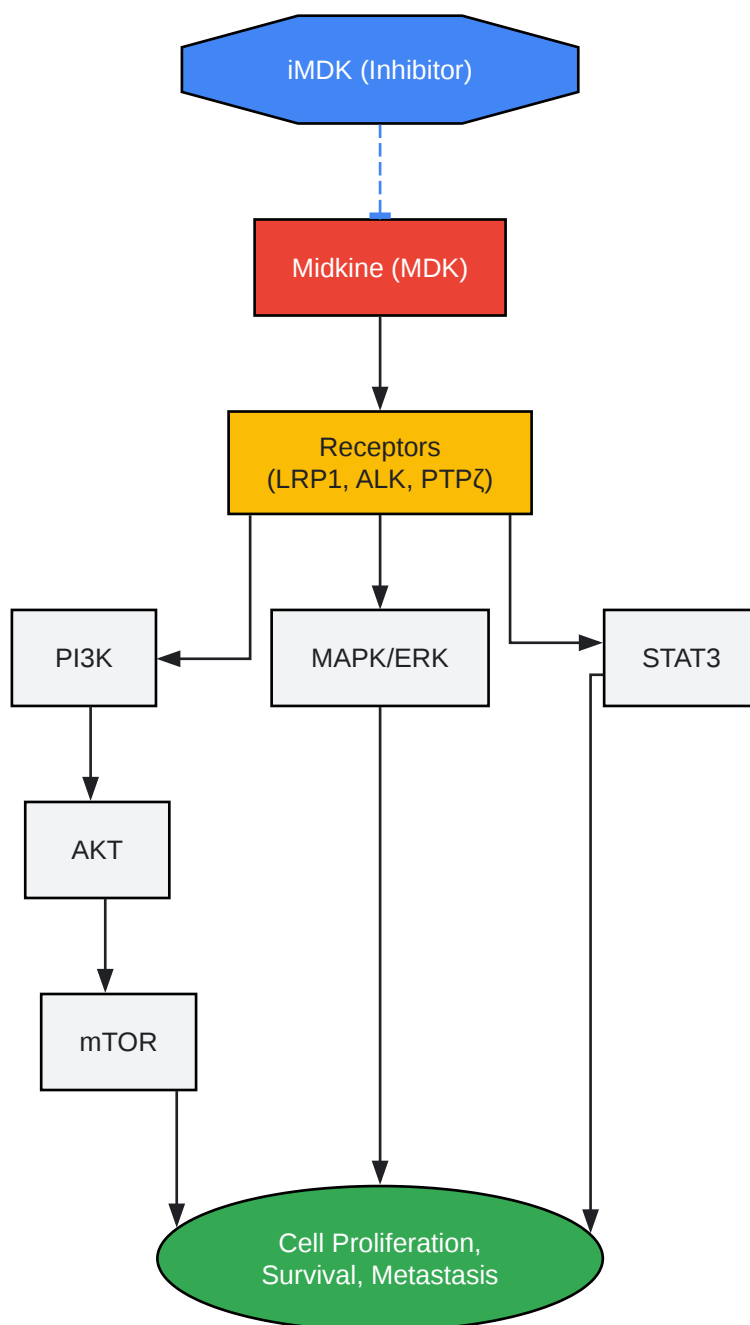 iMDK (Inhibitor)
Midkine (MDK)
Receptors
(LRP1, ALK, PTPζ)
PI3K
MAPK/ERK
STAT3
AKT
mTOR
Cell Proliferation,
Survival, Metastasis